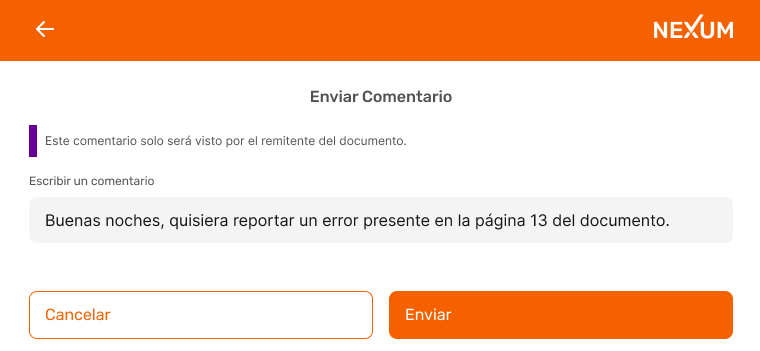 NEXUM
Enviar Comentario
Este comentario solo será visto por el remitente del documento.
Escribir un comentario
Buenas noches, quisiera reportar un error presente en la página 13 del documento.
Cancelar
Enviar